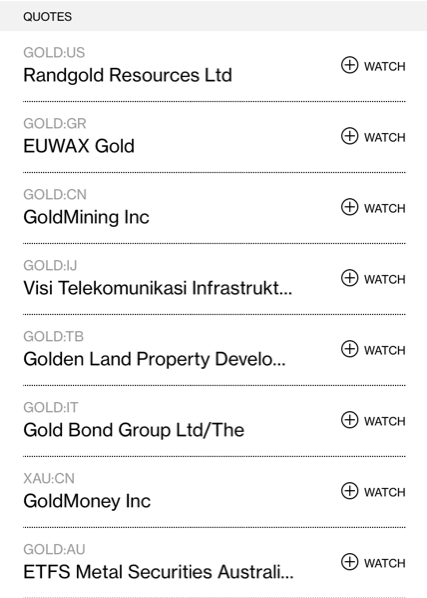 QUOTES
GOLD:US
Randgold Resources Ltd
WATCH
GOLD:GR
EUWAX Gold
WATCH
GOLD:CN
GoldMining Inc
WATCH
GOLD:IJ
Visi Telekomunikasi Infrastrukt...
WATCH
GOLD:TB
Golden Land Property Develo...
WATCH
GOLD:IT
Gold Bond Group Ltd/The
WATCH
XAU:CN
GoldMoney Inc
WATCH
GOLD:AU
ETFS Metal Securities Australi...
WATCH